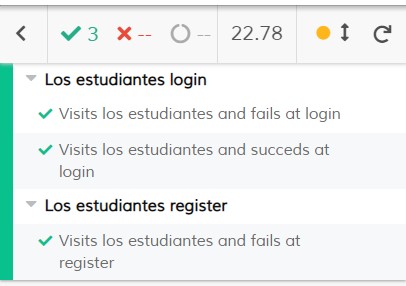 3 -- -- 22.78
Los estudiantes login
Visits los estudiantes and fails at login
Visits los estudiantes and succeds at
login
Los estudiantes register
Visits los estudiantes and fails at
register